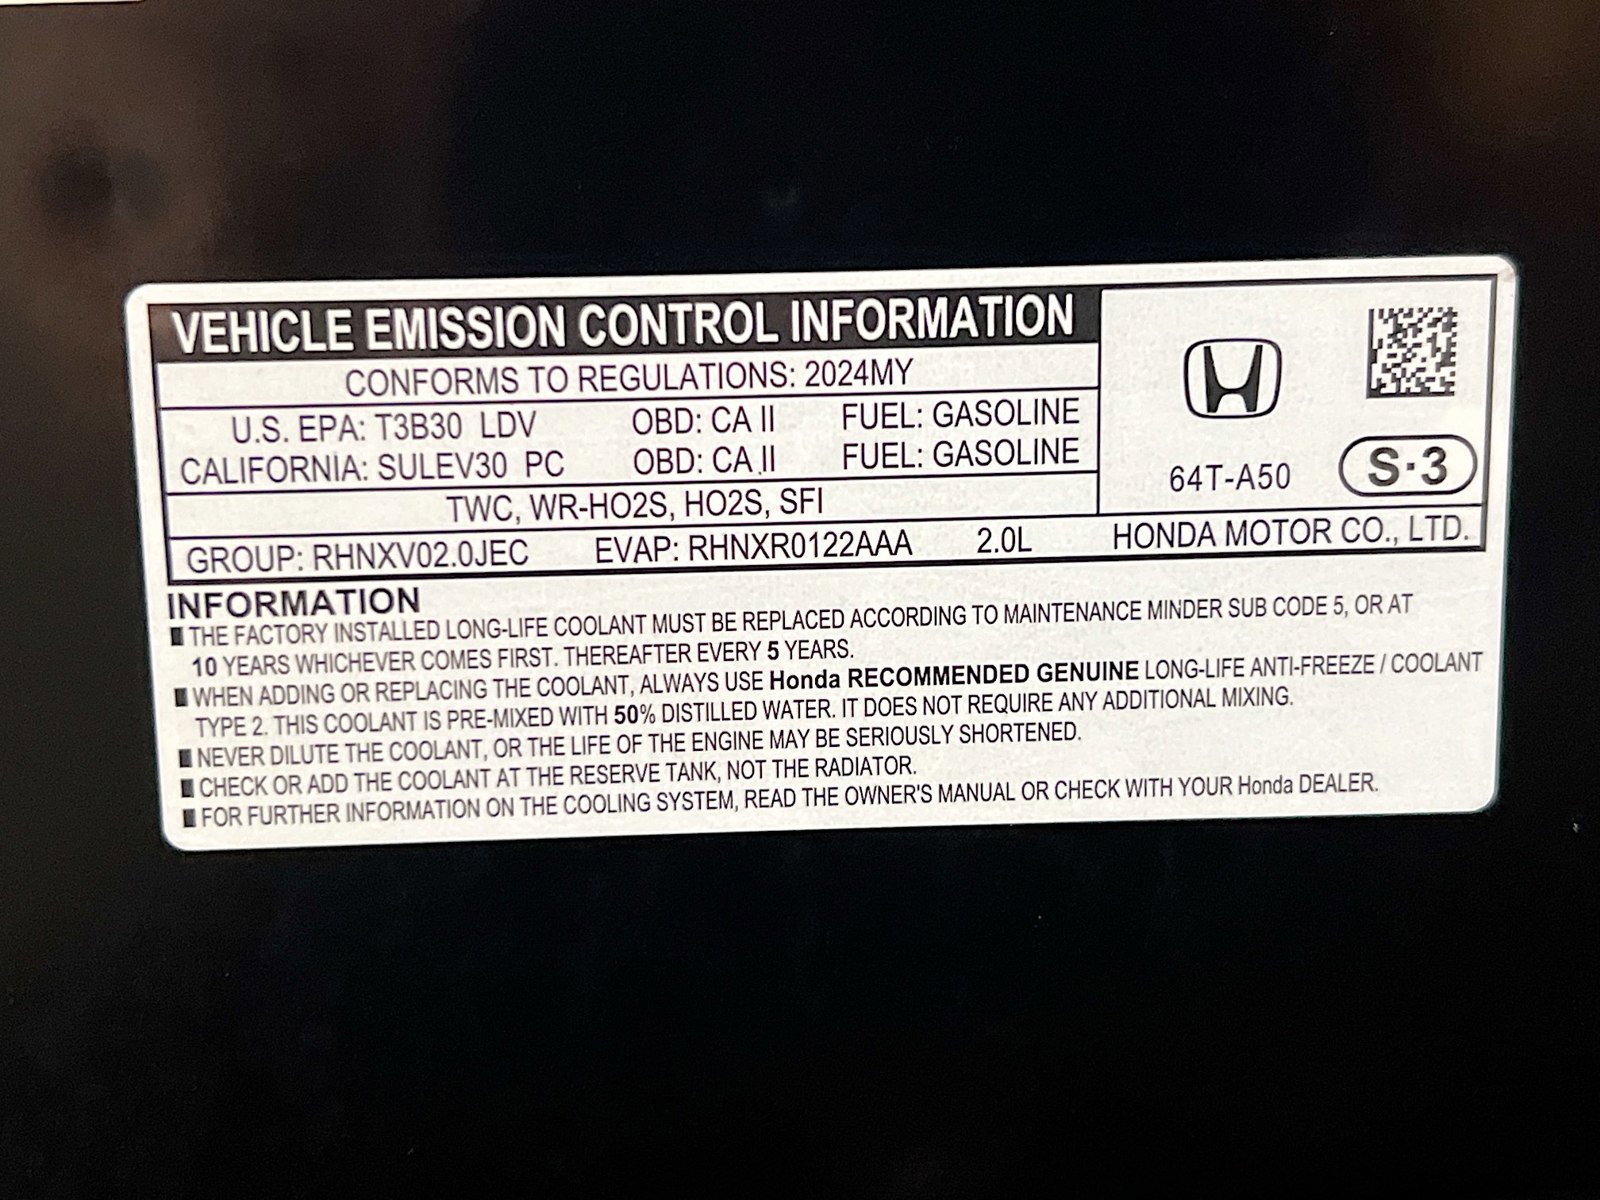 VEHICLE EMISSION CONTROL INFORMATION
CONFORMS TO REGULATIONS: 2024MY
U.S. EPA: T3B30 LDV OBD: CA II FUEL: GASOLINE
CALIFORNIA: SULEV30 PC OBD: CA II FUEL: GASOLINE
64T-A50 S·3
TWC, WR-HO2S, HO2S, SFI
GROUP: RHNXV02.0JEC EVAP: RHNXR0122AAA 2.0L HONDA MOTOR CO., LTD.
INFORMATION
THE FACTORY INSTALLED LONG-LIFE COOLANT MUST BE REPLACED ACCORDING TO MAINTENANCE MINDER SUB CODE 5, OR AT
10 YEARS WHICHEVER COMES FIRST. THEREAFTER EVERY 5 YEARS.
WHEN ADDING OR REPLACING THE COOLANT, ALWAYS USE Honda RECOMMENDED GENUINE LONG-LIFE ANTI-FREEZE / COOLANT
TYPE 2. THIS COOLANT IS PRE-MIXED WITH 50% DISTILLED WATER. IT DOES NOT REQUIRE ANY ADDITIONAL MIXING.
NEVER DILUTE THE COOLANT, OR THE LIFE OF THE ENGINE MAY BE SERIOUSLY SHORTENED.
CHECK OR ADD THE COOLANT AT THE RESERVE TANK, NOT THE RADIATOR.
FOR FURTHER INFORMATION ON THE COOLING SYSTEM, READ THE OWNER'S MANUAL OR CHECK WITH YOUR Honda DEALER.